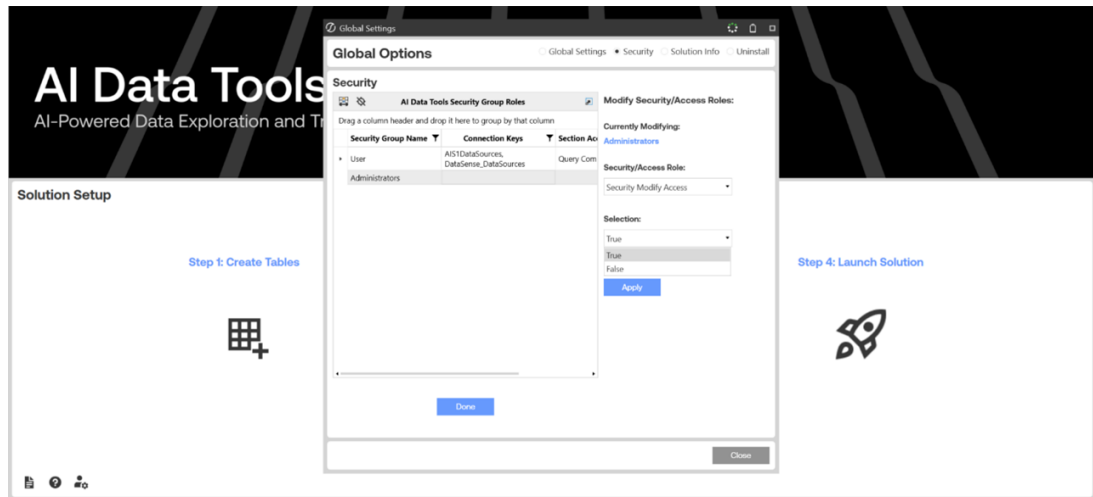 AI Data Tools
AI-Powered Data Exploration and Tr
Solution Setup
Step 1: Create Tables
Global Settings
Global Options
Global Settings Security Solution Info Uninstall
Security
AI Data Tools Security Group Roles
Drag a column header and drop it here to group by that column
Security Group Name Connection Keys Section Acc
User
AIS1DataSources,
DataSense_DataSources
Query Com
Administrators
Done
Modify Security/Access Roles:
Currently Modifying:
Administrators
Security/Access Role:
Security Modify Access
Selection:
True
True
False
Apply
Close
Step 4: Launch Solution